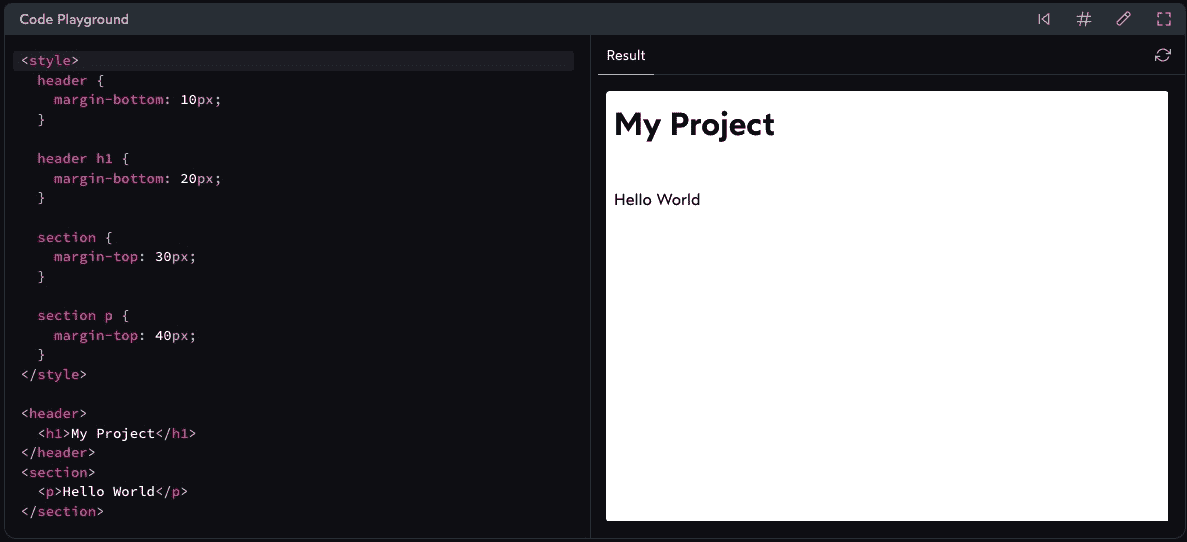 Code Playground
<style>
  header {
    margin-bottom: 10px;
  }

  header h1 {
    margin-bottom: 20px;
  }

  section {
    margin-top: 30px;
  }

  section p {
    margin-top: 40px;
  }
</style>

<header>
  <h1>My Project</h1>
</header>
<section>
  <p>Hello World</p>
</section>
Result
My Project
Hello World